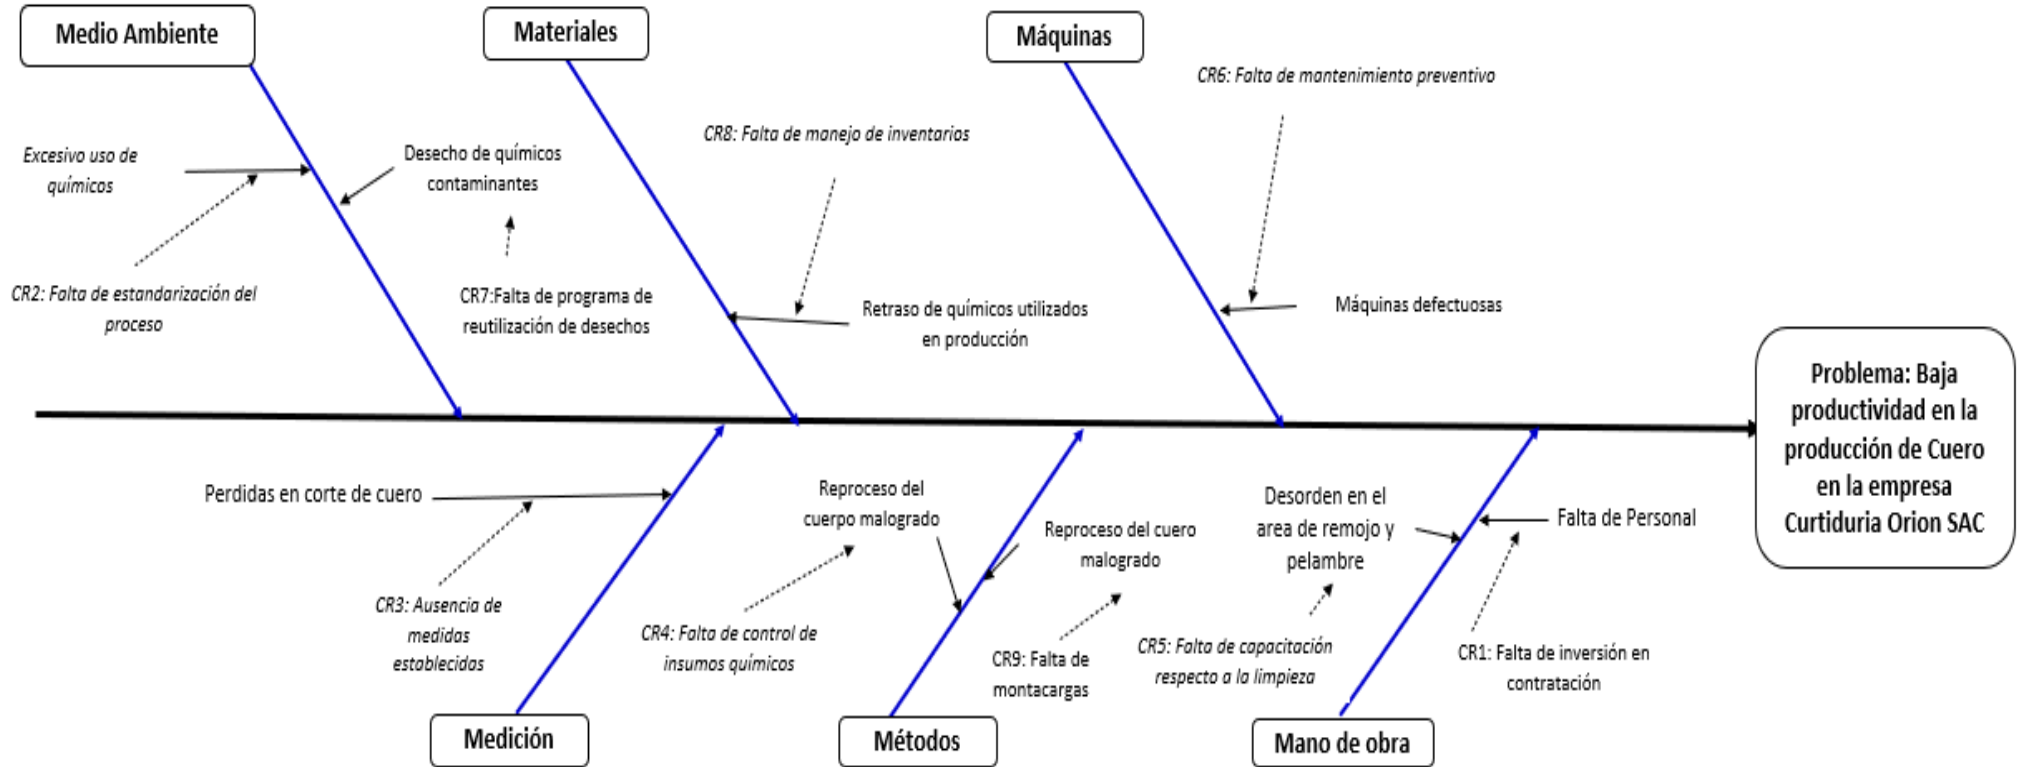 Medio Ambiente
Materiales
Máquinas
CR6: Falta de mantenimiento preventivo
CR8: Falta de manejo de inventarios
Excesivo uso de
químicos
Desecho de químicos
contaminantes
CR2: Falta de estandarización del
proceso
CR7:Falta de programa de
reutilización de desechos
Retraso de químicos utilizados
en producción
Máquinas defectuosas
Problema: Baja
productividad en la
producción de Cuero
en la empresa
Curtiduria Orion SAC
Perdidas en corte de cuero
Reproceso del
cuerpo malogrado
Reproceso del cuero
malogrado
Desorden en el
area de remojo y
pelambre
Falta de Personal
CR3: Ausencia de
medidas
establecidas
CR4: Falta de control de
insumos químicos
CR9: Falta de
montacargas
CR5: Falta de capacitación
respecto a la limpieza
CR1: Falta de inversión en
contratación
Medición
Métodos
Mano de obra